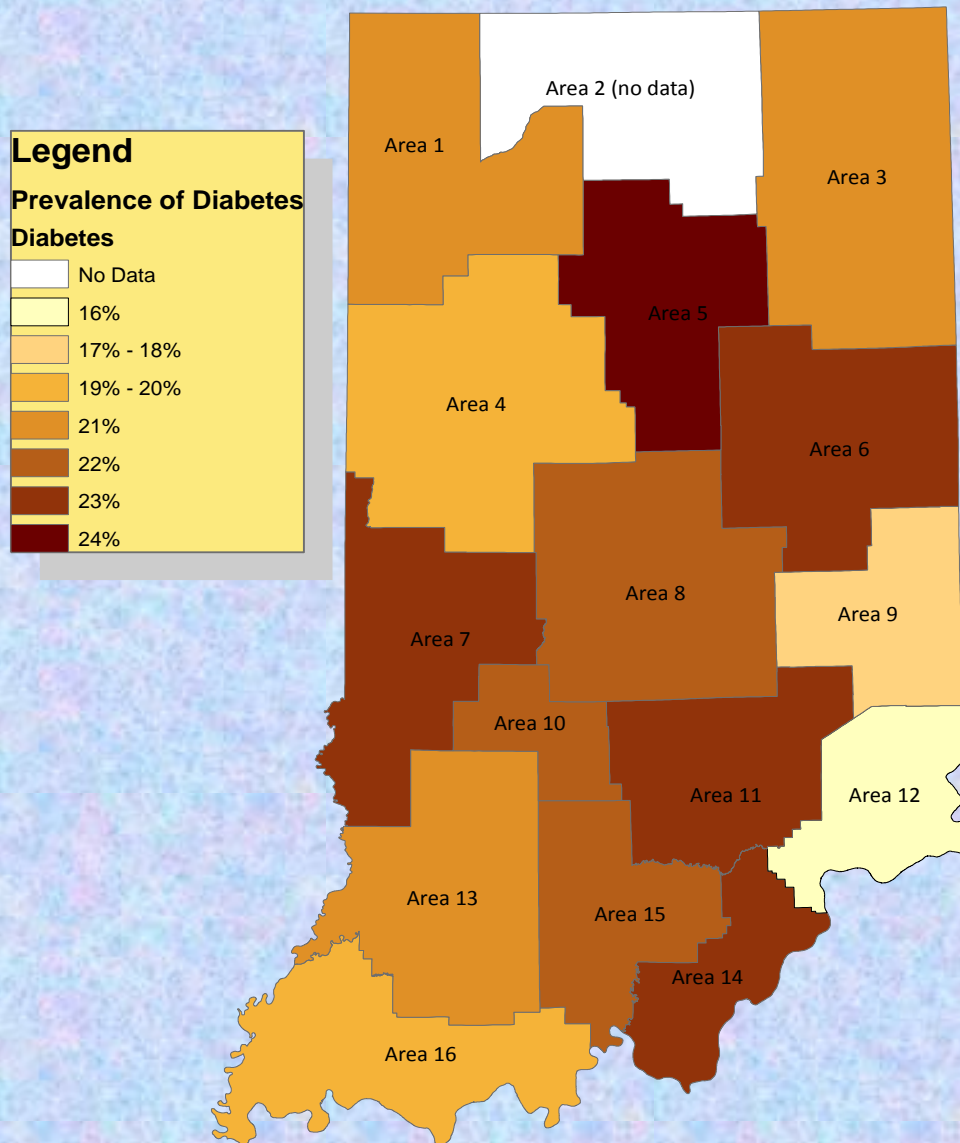 Legend
Prevalence of Diabetes
Diabetes
No Data
16%
17% - 18%
19% - 20%
21%
22%
23%
24%
Area 2 (no data)
Area 1
Area 3
Area 5
Area 4
Area 6
Area 8
Area 9
Area 7
Area 10
Area 11
Area 12
Area 13
Area 15
Area 14
Area 16